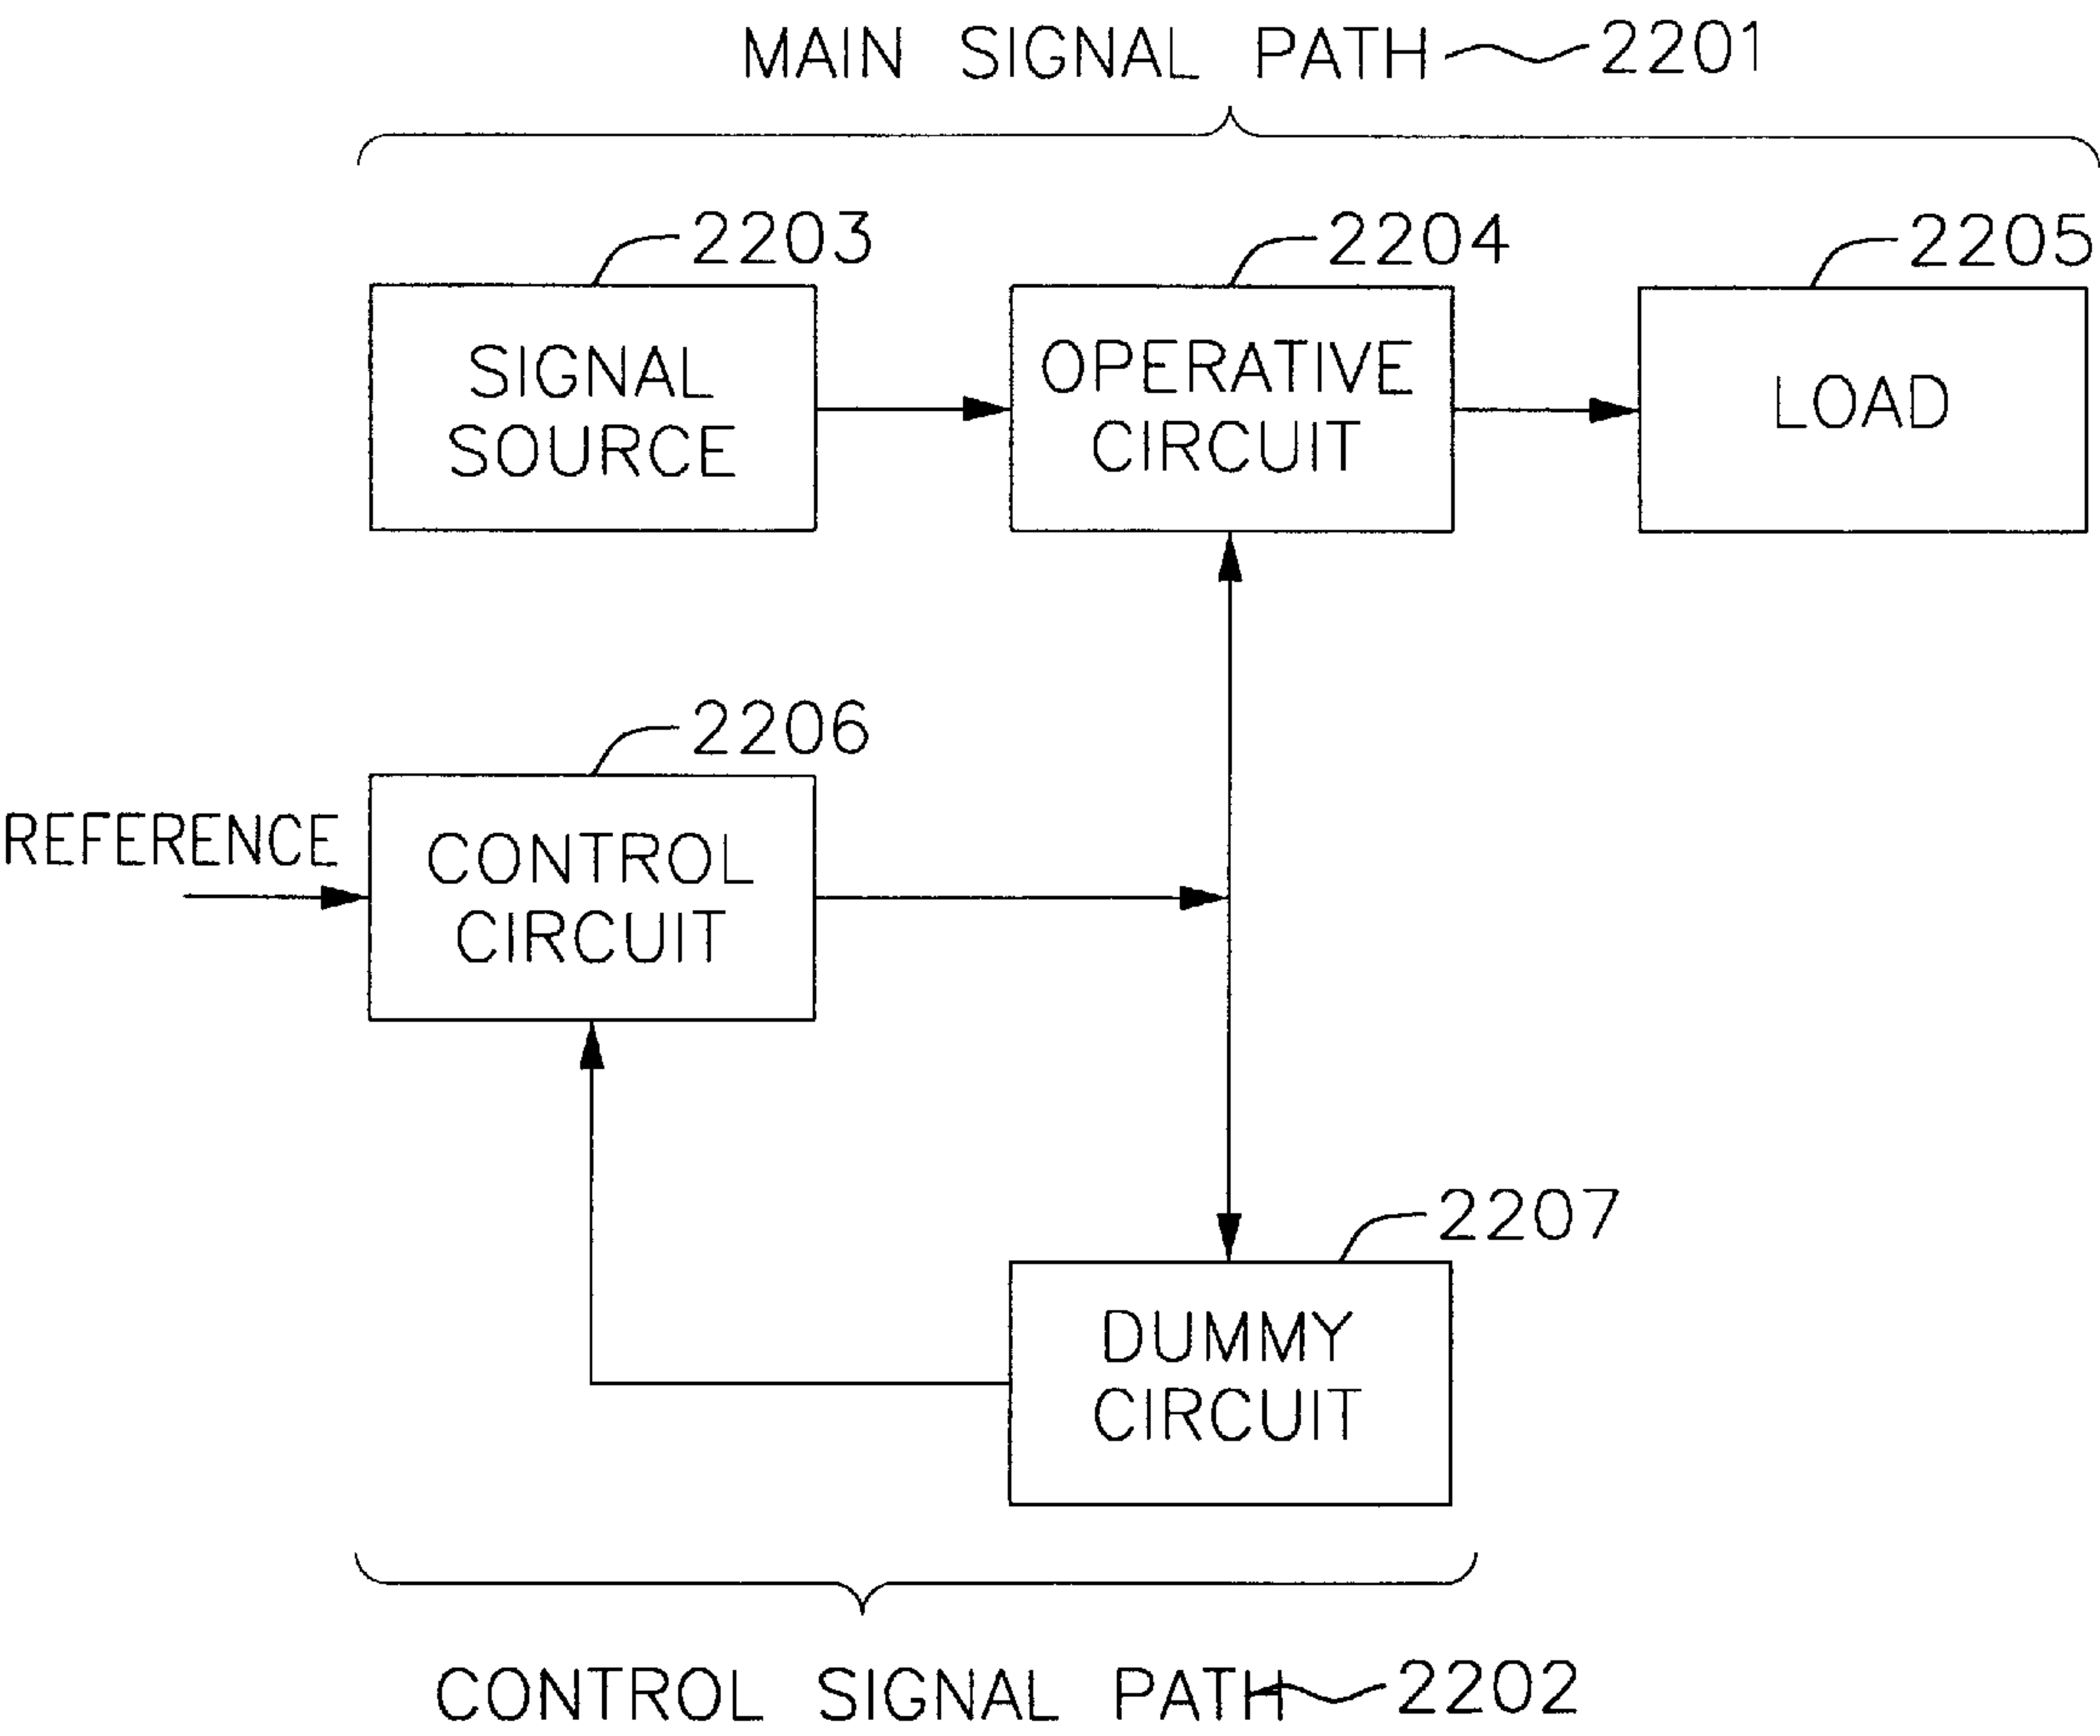 MAIN SIGNAL PATH 2201
2203
2204
2205
SIGNAL
SOURCE
OPERATIVE
CIRCUIT
LOAD
2206
REFERENCE
CONTROL
CIRCUIT
2207
DUMMY
CIRCUIT
CONTROL SIGNAL PATH 2202